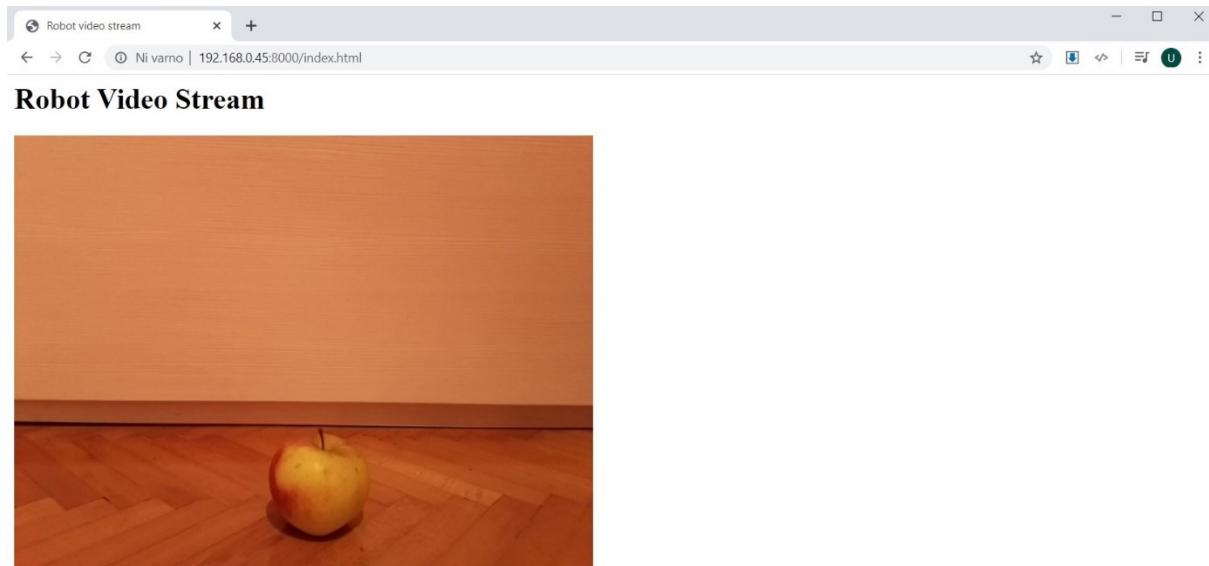 Robot video stream
Ni varno | 192.168.0.45:8000/index.html
U
Robot Video Stream